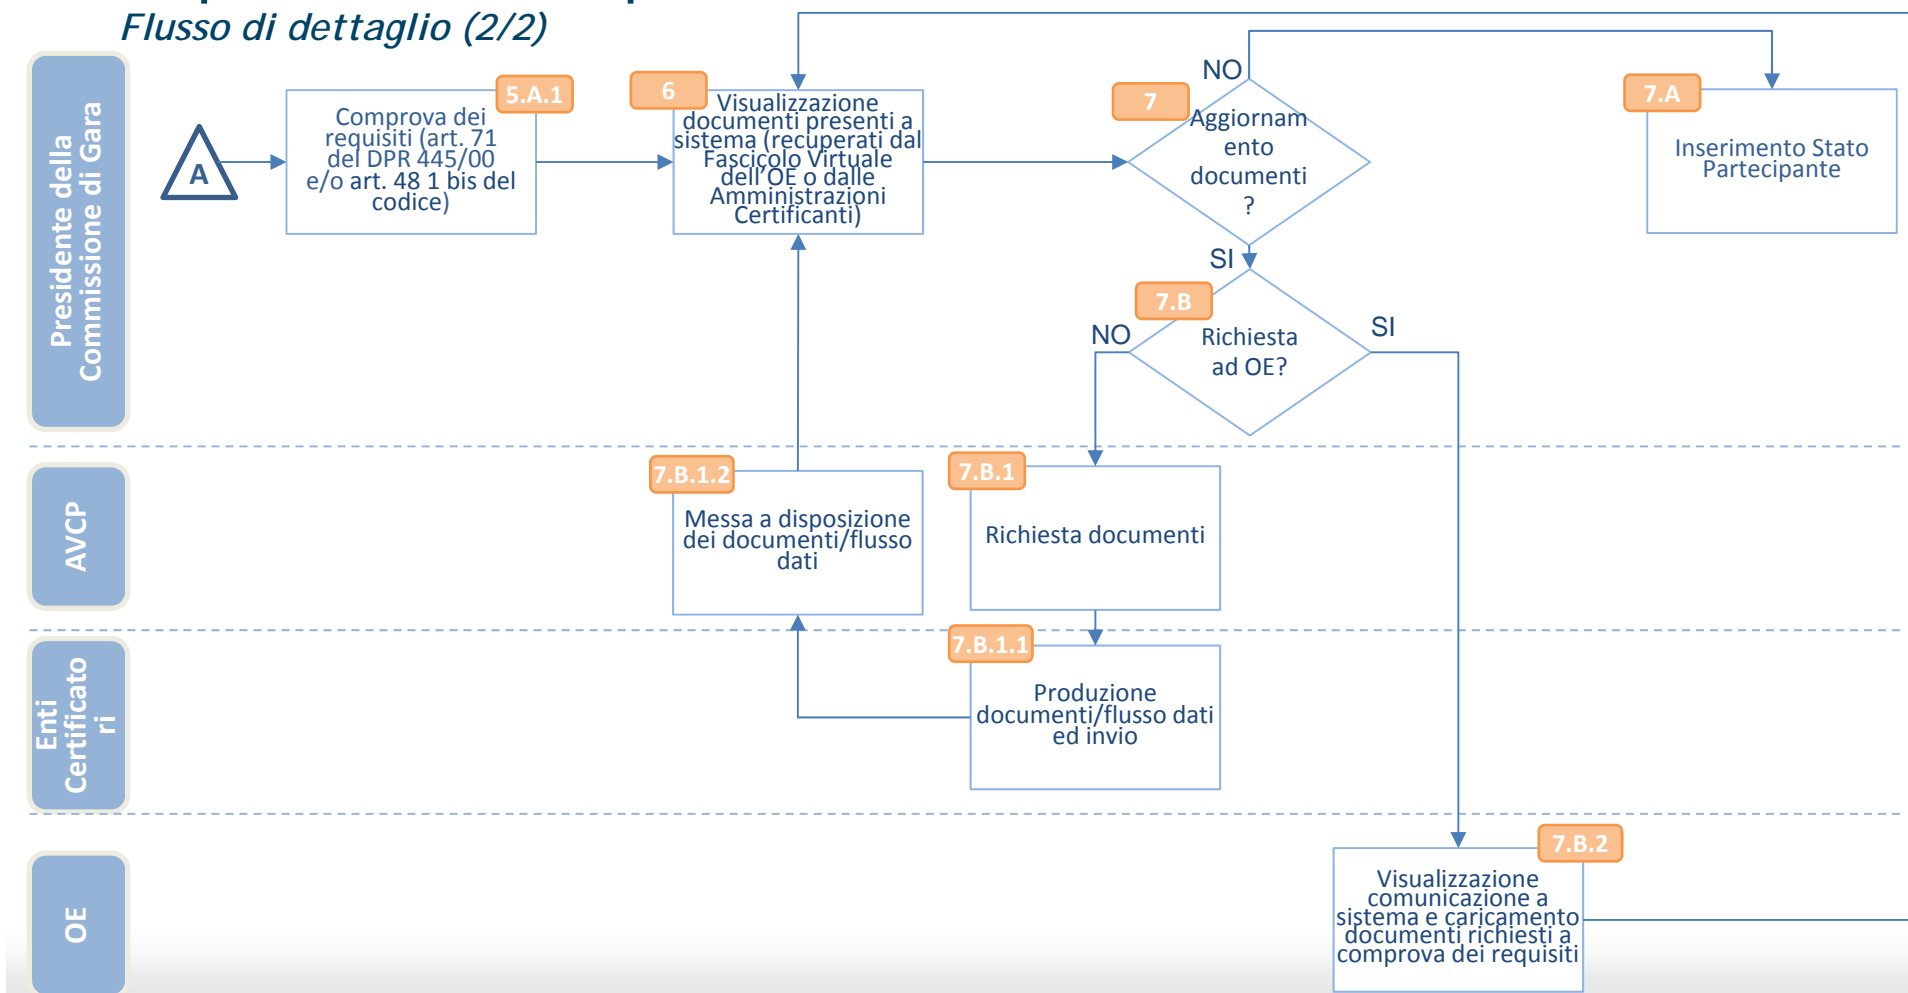 Flusso di dettaglio (2/2)
Presidente della
Commissione di Gara
A
5.A.1
Comprova dei
requisiti (art. 71
del DPR 445/00
e/o art. 48 1 bis del
codice)
6
Visualizzazione
documenti presenti a
sistema (recuperati dal
Fascicolo Virtuale
dell'OE o dalle
Amministrazioni
Certificanti)
7
NO
Aggiornam
ento
documenti
?
SI
7.A
Inserimento Stato
Partecipante
7.B
NO
Richiesta
ad OE?
SI
AVCP
7.B.1.2
Messa a disposizione
dei documenti/flusso
dati
7.B.1
Richiesta documenti
Enti
Certificato
ri
7.B.1.1
Produzione
documenti/flusso dati
ed invio
OE
7.B.2
Visualizzazione
comunicazione a
sistema e caricamento
documenti richiesti a
comprova dei requisiti